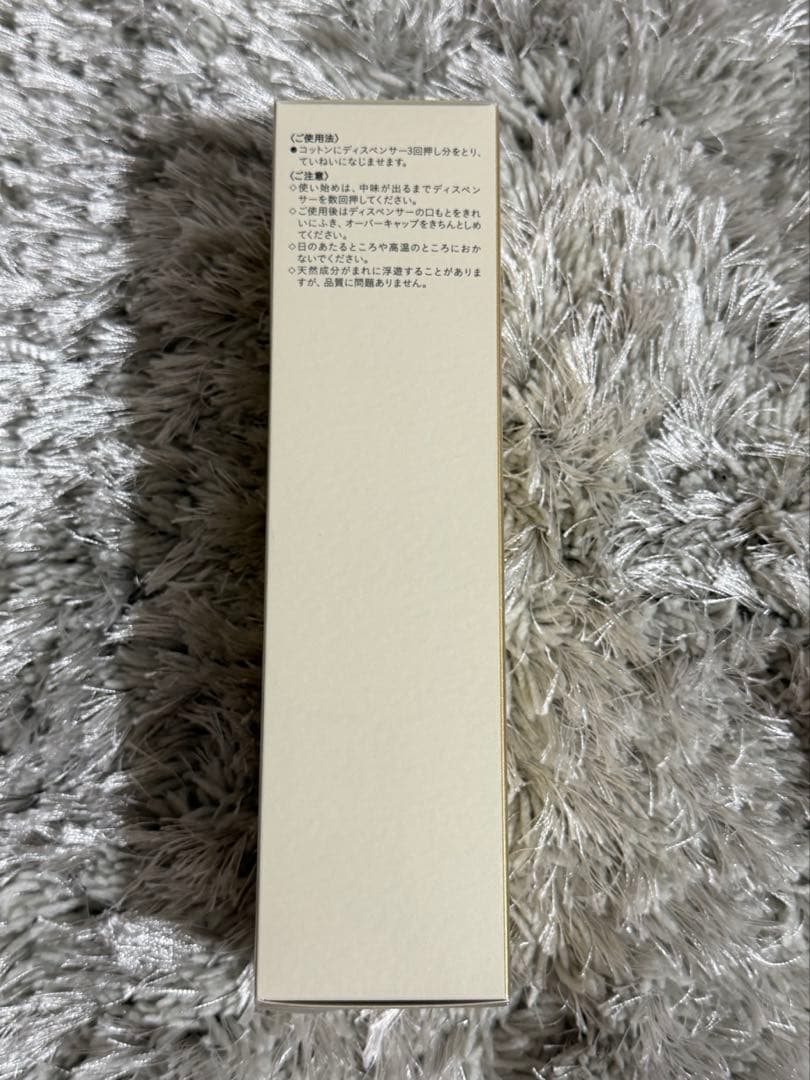 〈ご使用法〉
●コットンにディスペンサー3回押し分をとり、
ていねいになじませます。
〈ご注意〉
◇使い始めは、中味が出るまでディスペン
サーを数回押してください。
◇ご使用後はディスペンサーの口もとをきれ
いにふき、オーバーキャップをきちんとしめ
てください。
◇日のあたるところや高温のところにおか
ないでください。
◇天然成分がまれに浮遊することがありま
すが、品質に問題ありません。